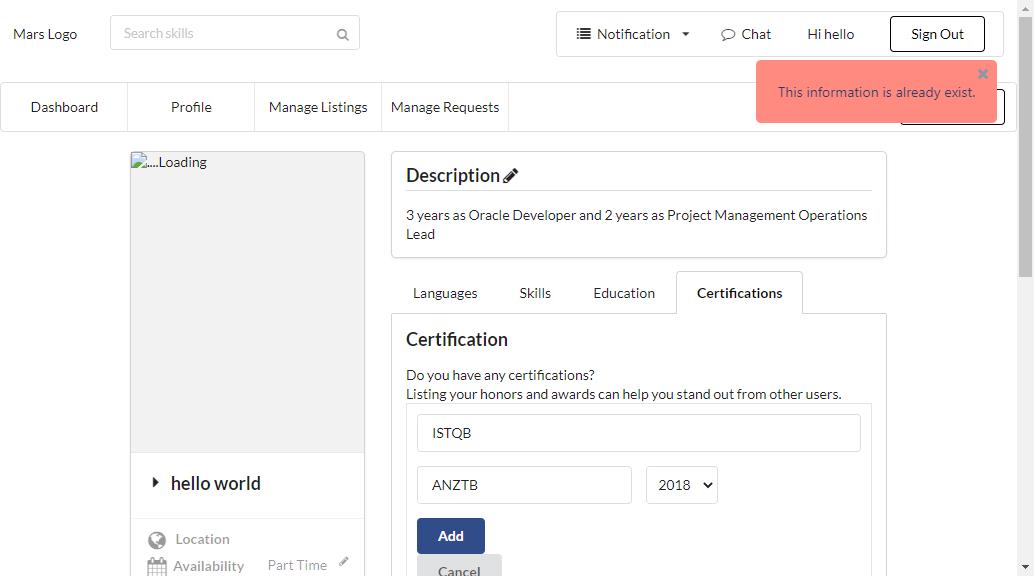 Mars Logo
Search skills
Notification
Chat
Hi hello
Sign Out
This information is already exist.
Dashboard
Profile
Manage Listings
Manage Requests
....Loading
hello world
Location
Availability
Part Time
Description
3 years as Oracle Developer and 2 years as Project Management Operations
Lead
Languages
Skills
Education
Certifications
Certification
Do you have any certifications?
Listing your honors and awards can help you stand out from other users.
ISTQB
ANZTB
2018
Add
Cancel